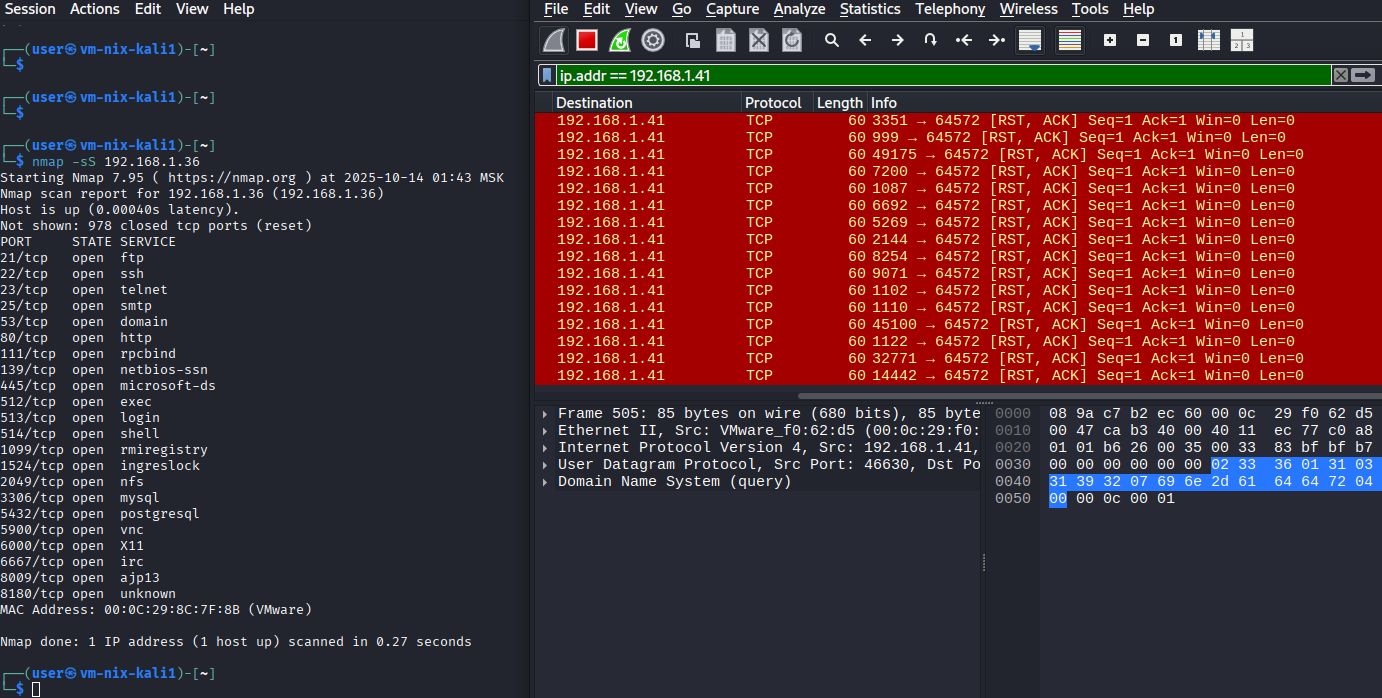 Session Actions Edit View Help
┌──(user㉿vm-nix-kali1)-[~]
└─$
┌──(user㉿vm-nix-kali1)-[~]
└─$
┌──(user㉿vm-nix-kali1)-[~]
└─$ nmap -sS 192.168.1.36
Starting Nmap 7.95 ( https://nmap.org ) at 2025-10-14 01:43 MSK
Nmap scan report for 192.168.1.36 (192.168.1.36)
Host is up (0.00040s latency).
Not shown: 978 closed tcp ports (reset)
PORT STATE SERVICE
21/tcp open ftp
22/tcp open ssh
23/tcp open telnet
25/tcp open smtp
53/tcp open domain
80/tcp open http
111/tcp open rpcbind
139/tcp open netbios-ssn
445/tcp open microsoft-ds
512/tcp open exec
513/tcp open login
514/tcp open shell
1099/tcp open rmiregistry
1524/tcp open ingreslock
2049/tcp open nfs
3306/tcp open mysql
5432/tcp open postgresql
5900/tcp open vnc
6000/tcp open X11
6667/tcp open irc
8009/tcp open ajp13
8180/tcp open unknown
MAC Address: 00:0C:29:8C:7F:8B (VMware)
Nmap done: 1 IP address (1 host up) scanned in 0.27 seconds
┌──(user㉿vm-nix-kali1)-[~]
└─$
File Edit View Go Capture Analyze Statistics Telephony Wireless Tools Help
ip.addr == 192.168.1.41
Destination Protocol Length Info
192.168.1.41 TCP 60 3351 → 64572 [RST, ACK] Seq=1 Ack=1 Win=0 Len=0
192.168.1.41 TCP 60 999 → 64572 [RST, ACK] Seq=1 Ack=1 Win=0 Len=0
192.168.1.41 TCP 60 49175 → 64572 [RST, ACK] Seq=1 Ack=1 Win=0 Len=0
192.168.1.41 TCP 60 7200 → 64572 [RST, ACK] Seq=1 Ack=1 Win=0 Len=0
192.168.1.41 TCP 60 1087 → 64572 [RST, ACK] Seq=1 Ack=1 Win=0 Len=0
192.168.1.41 TCP 60 6692 → 64572 [RST, ACK] Seq=1 Ack=1 Win=0 Len=0
192.168.1.41 TCP 60 5269 → 64572 [RST, ACK] Seq=1 Ack=1 Win=0 Len=0
192.168.1.41 TCP 60 2144 → 64572 [RST, ACK] Seq=1 Ack=1 Win=0 Len=0
192.168.1.41 TCP 60 8254 → 64572 [RST, ACK] Seq=1 Ack=1 Win=0 Len=0
192.168.1.41 TCP 60 9071 → 64572 [RST, ACK] Seq=1 Ack=1 Win=0 Len=0
192.168.1.41 TCP 60 1102 → 64572 [RST, ACK] Seq=1 Ack=1 Win=0 Len=0
192.168.1.41 TCP 60 1110 → 64572 [RST, ACK] Seq=1 Ack=1 Win=0 Len=0
192.168.1.41 TCP 60 45100 → 64572 [RST, ACK] Seq=1 Ack=1 Win=0 Len=0
192.168.1.41 TCP 60 1122 → 64572 [RST, ACK] Seq=1 Ack=1 Win=0 Len=0
192.168.1.41 TCP 60 32771 → 64572 [RST, ACK] Seq=1 Ack=1 Win=0 Len=0
192.168.1.41 TCP 60 14442 → 64572 [RST, ACK] Seq=1 Ack=1 Win=0 Len=0
Frame 505: 85 bytes on wire (680 bits), 85 byte
Ethernet II, Src: VMware_f0:62:d5 (00:0c:29:f0:
Internet Protocol Version 4, Src: 192.168.1.41,
User Datagram Protocol, Src Port: 46630, Dst Po
Domain Name System (query)
0000 08 9a c7 b2 ec 60 00 0c 29 f0 62 d5
0010 00 47 ca b3 40 00 40 11 ec 77 c0 a8
0020 01 01 b6 26 00 35 00 33 83 bf bf b7
0030 00 00 00 00 00 00 02 33 36 01 31 03
0040 31 39 32 07 69 6e 2d 61 64 64 72 04
0050 00 00 0c 00 01